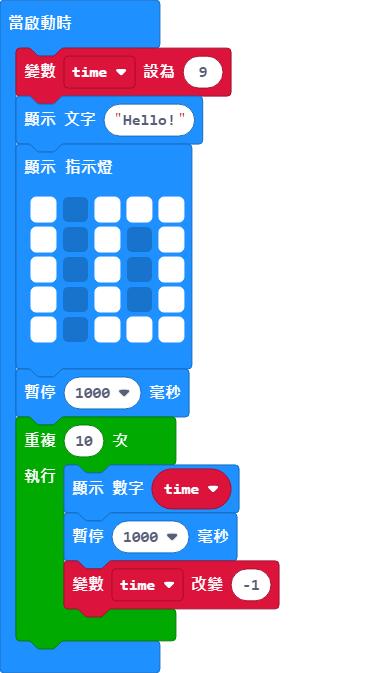 當啟動時
變數 time 設為 9
顯示 文字 "Hello!"
顯示 指示燈
暫停 1000 毫秒
重複 10 次
執行
顯示 數字 time
暫停 1000 毫秒
變數 time 改變 -1